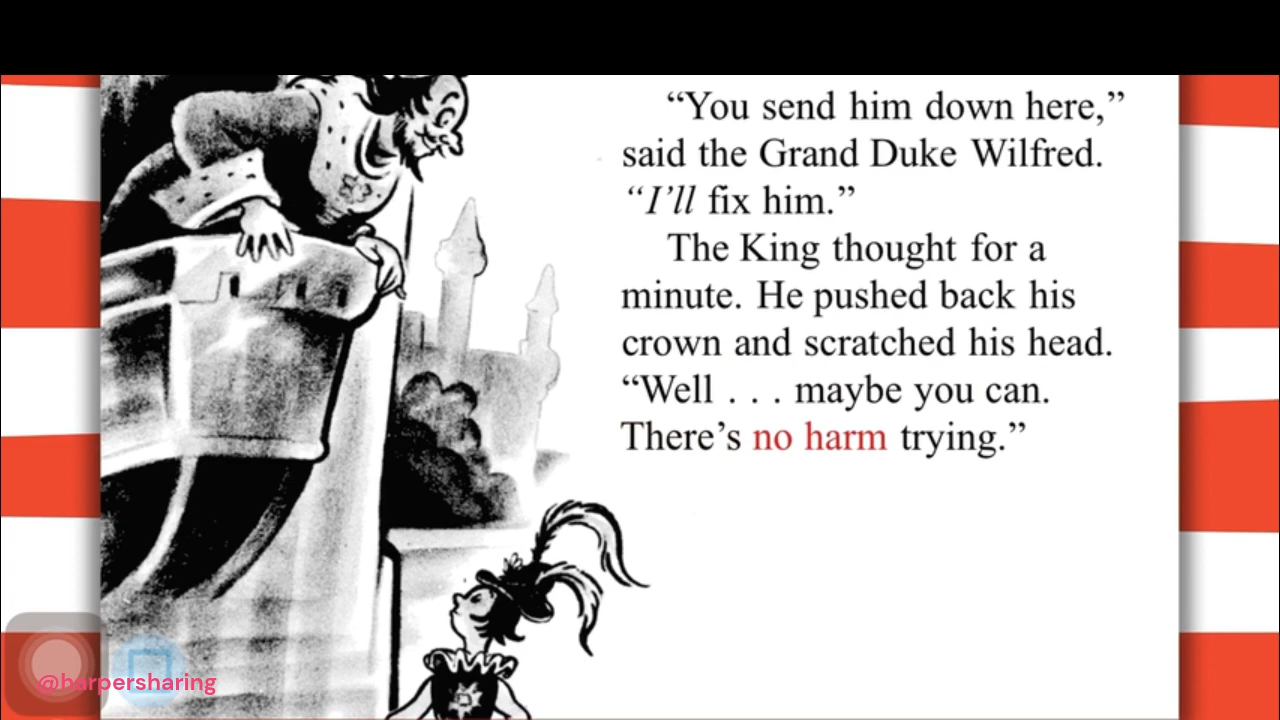 “You send him down here,”
said the Grand Duke Wilfred.
“I’ll fix him.”
The King thought for a
minute. He pushed back his
crown and scratched his head.
“Well . . . maybe you can.
There’s no harm trying.”
@harpersharing